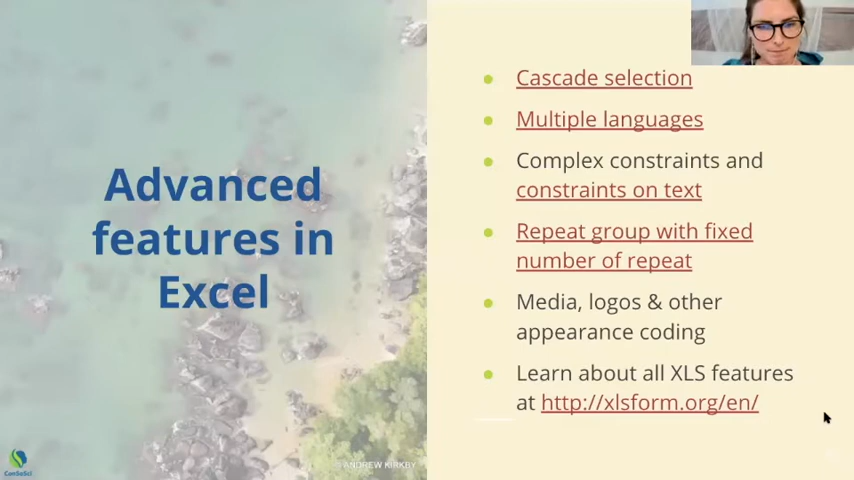 Advanced
features in
Excel
Cascade selection
Multiple languages
Complex constraints and
constraints on text
Repeat group with fixed
number of repeat
Media, logos & other
appearance coding
Learn about all XLS features
at http://xlsform.org/en/
© ANDREW KIRKBY
ConSoSci